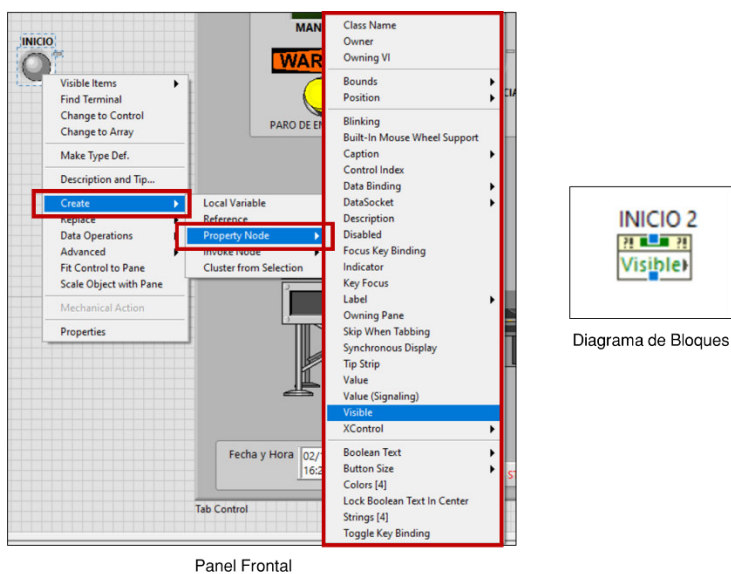 INICIO
Visible Items
Find Terminal
Change to Control
Change to Array
Make Type Def.
Description and Tip...
Create
Replace
Data Operations
Advanced
Fit Control to Pane
Scale Object with Pane
Mechanical Action
Properties
Local Variable
Reference
Property Node
Invoke Node
Cluster from Selection
MAN
WAR
PARO DE EM
Class Name
Owner
Owning VI
Bounds
Position
Blinking
Built-In Mouse Wheel Support
Caption
Control Index
Data Binding
DataSocket
Description
Disabled
Focus Key Binding
Indicator
Key Focus
Label
Owning Pane
Skip When Tabbing
Synchronous Display
Tip Strip
Value
Value (Signaling)
Visible
XControl
Boolean Text
Button Size
Colors [4]
Lock Boolean Text In Center
Strings [4]
Toggle Key Binding
Fecha y Hora
02/
16:2
Tab Control
Panel Frontal
INICIO 2
Visible
Diagrama de Bloques